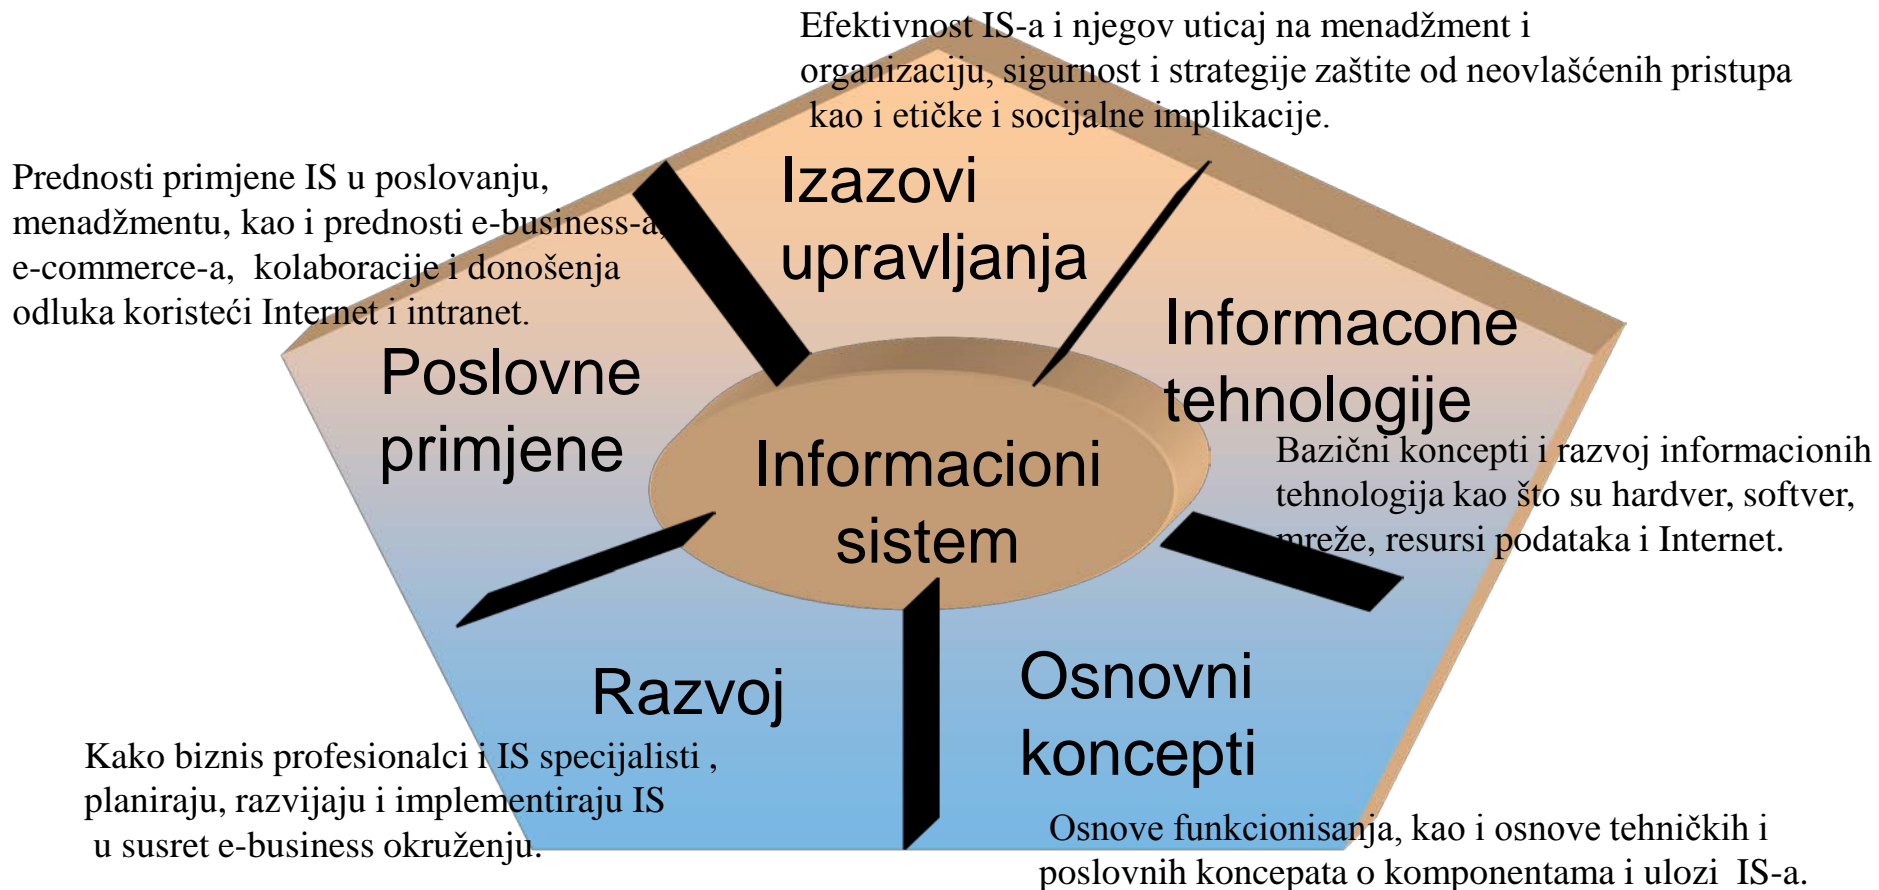 Efektivnost IS-a i njegov uticaj na menadžment i
organizaciju, sigurnost i strategije zaštite od neovlašćenih pristupa
kao i etičke i socijalne implikacije.
Izazovi
upravljanja
Prednosti primjene IS u poslovanju,
menadžmentu, kao i prednosti e-business-a,
e-commerce-a, kolaboracije i donošenja
odluka koristeći Internet i intranet.
Poslovne
primjene
Informacone
tehnologije
Bazični koncepti i razvoj informacionih
tehnologija kao što su hardver, softver,
mreže, resursi podataka i Internet.
Informacioni
sistem
Razvoj
Kako biznis profesionalci i IS specijalisti ,
planiraju, razvijaju i implementiraju IS
u susret e-business okruženju.
Osnovni
koncepti
Osnove funkcionisanja, kao i osnove tehničkih i
poslovnih koncepata o komponentama i ulozi IS-a.